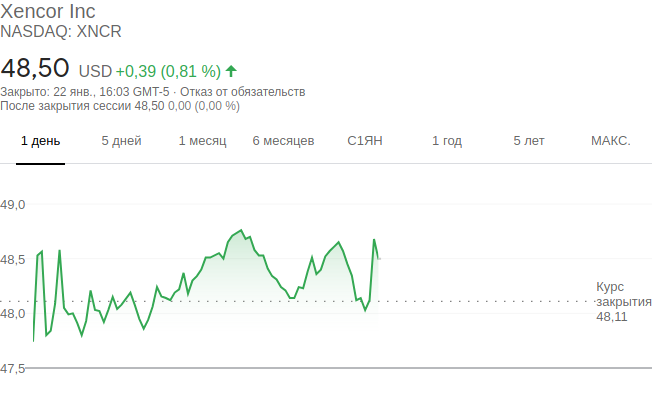 Xencor Inc
NASDAQ: XNCR
48,50 USD +0,39 (0,81 %)
Закрыто: 22 янв., 16:03 GMT-5 · Отказ от обязательств
После закрытия сессии 48,50 0,00 (0,00 %)
1 день 5 дней 1 месяц 6 месяцев С1ЯН 1 год 5 лет МАКС.
49,0
48,5
Курс
закрытия
48,11
48,0
47,5